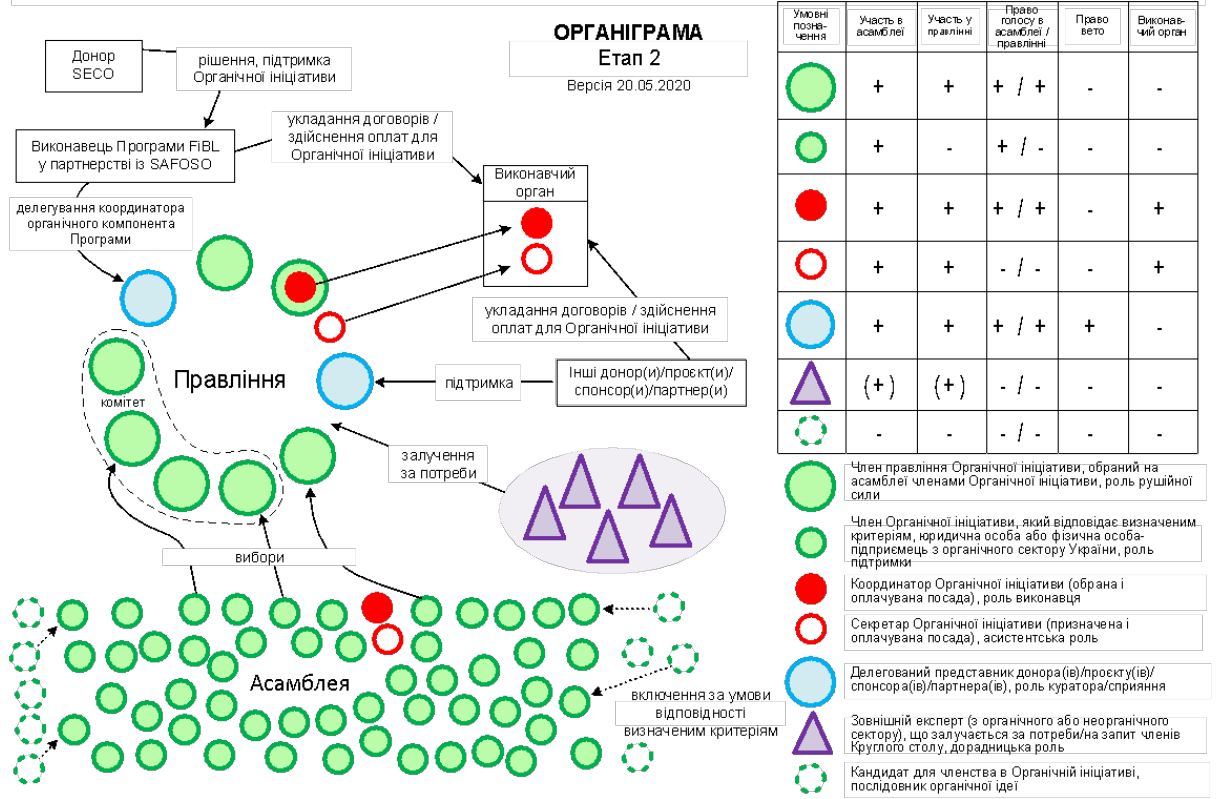 ОРГАНІГРАМА
Етап 2
Версія 20.05.2020
Донор
SECO
рішення, підтримка
Органічної ініціативи
Виконавець Програми FiBL
у партнерстві із SAFOSO
укладання договорів /
здійснення оплат для
Органічної ініціативи
делегування координатора
органічного компонента
Програми
Виконавчий
орган
укладання договорів / здійснення
оплат для Органічної ініціативи
Інші донор(и)/проєкт(и)/
спонсор(и)/партнер(и)
підтримка
Правління
комітет
залучення
за потреби
вибори
Асамблея
включення за умови
відповідності
визначеним критеріям
Умовні
позна-
чення
Участь в
асамблеї
Участь у
правлінні
Право
голосу в
асамблеї /
правлінні
Право
вето
Виконав-
чий орган
+ + + / + - -
+ - + / - - -
+ + + / + - +
+ + - / - - +
+ + + / + + -
(+) (+) - / - - -
- - - / - - -
Член правління Органічної ініціативи, обраний на
асамблеї членами Органічної ініціативи, роль рушійної
сили
Член Органічної ініціативи, який відповідає визначеним
критеріям, юридична особа або фізична особа-
підприємець з органічного сектору України, роль
підтримки
Координатор Органічної ініціативи (обрана і
оплачувана посада), роль виконавця
Секретар Органічної ініціативи (призначена і
оплачувана посада), асистентська роль
Делегований представник донора(ів)/проєкту(ів)/
спонсора(ів)/партнера(ів), роль куратора/сприяння
Зовнішній експерт (з органічного або неорганічного
сектору), що залучається за потреби/на запит членів
Круглого столу, дорадницька роль
Кандидат для членства в Органічній ініціативі,
послідовник органічної ідеї